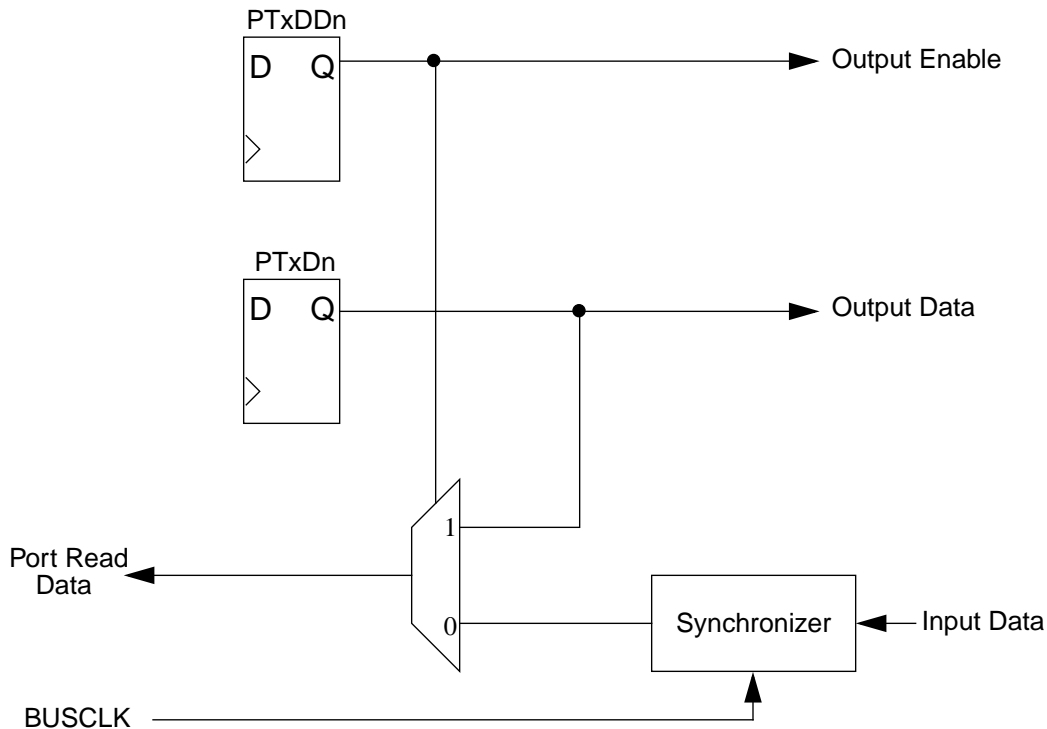 PTxDDn
D Q
Output Enable
PTxDn
D Q
Output Data
1
Port Read
Data
0
Synchronizer
Input Data
BUSCLK